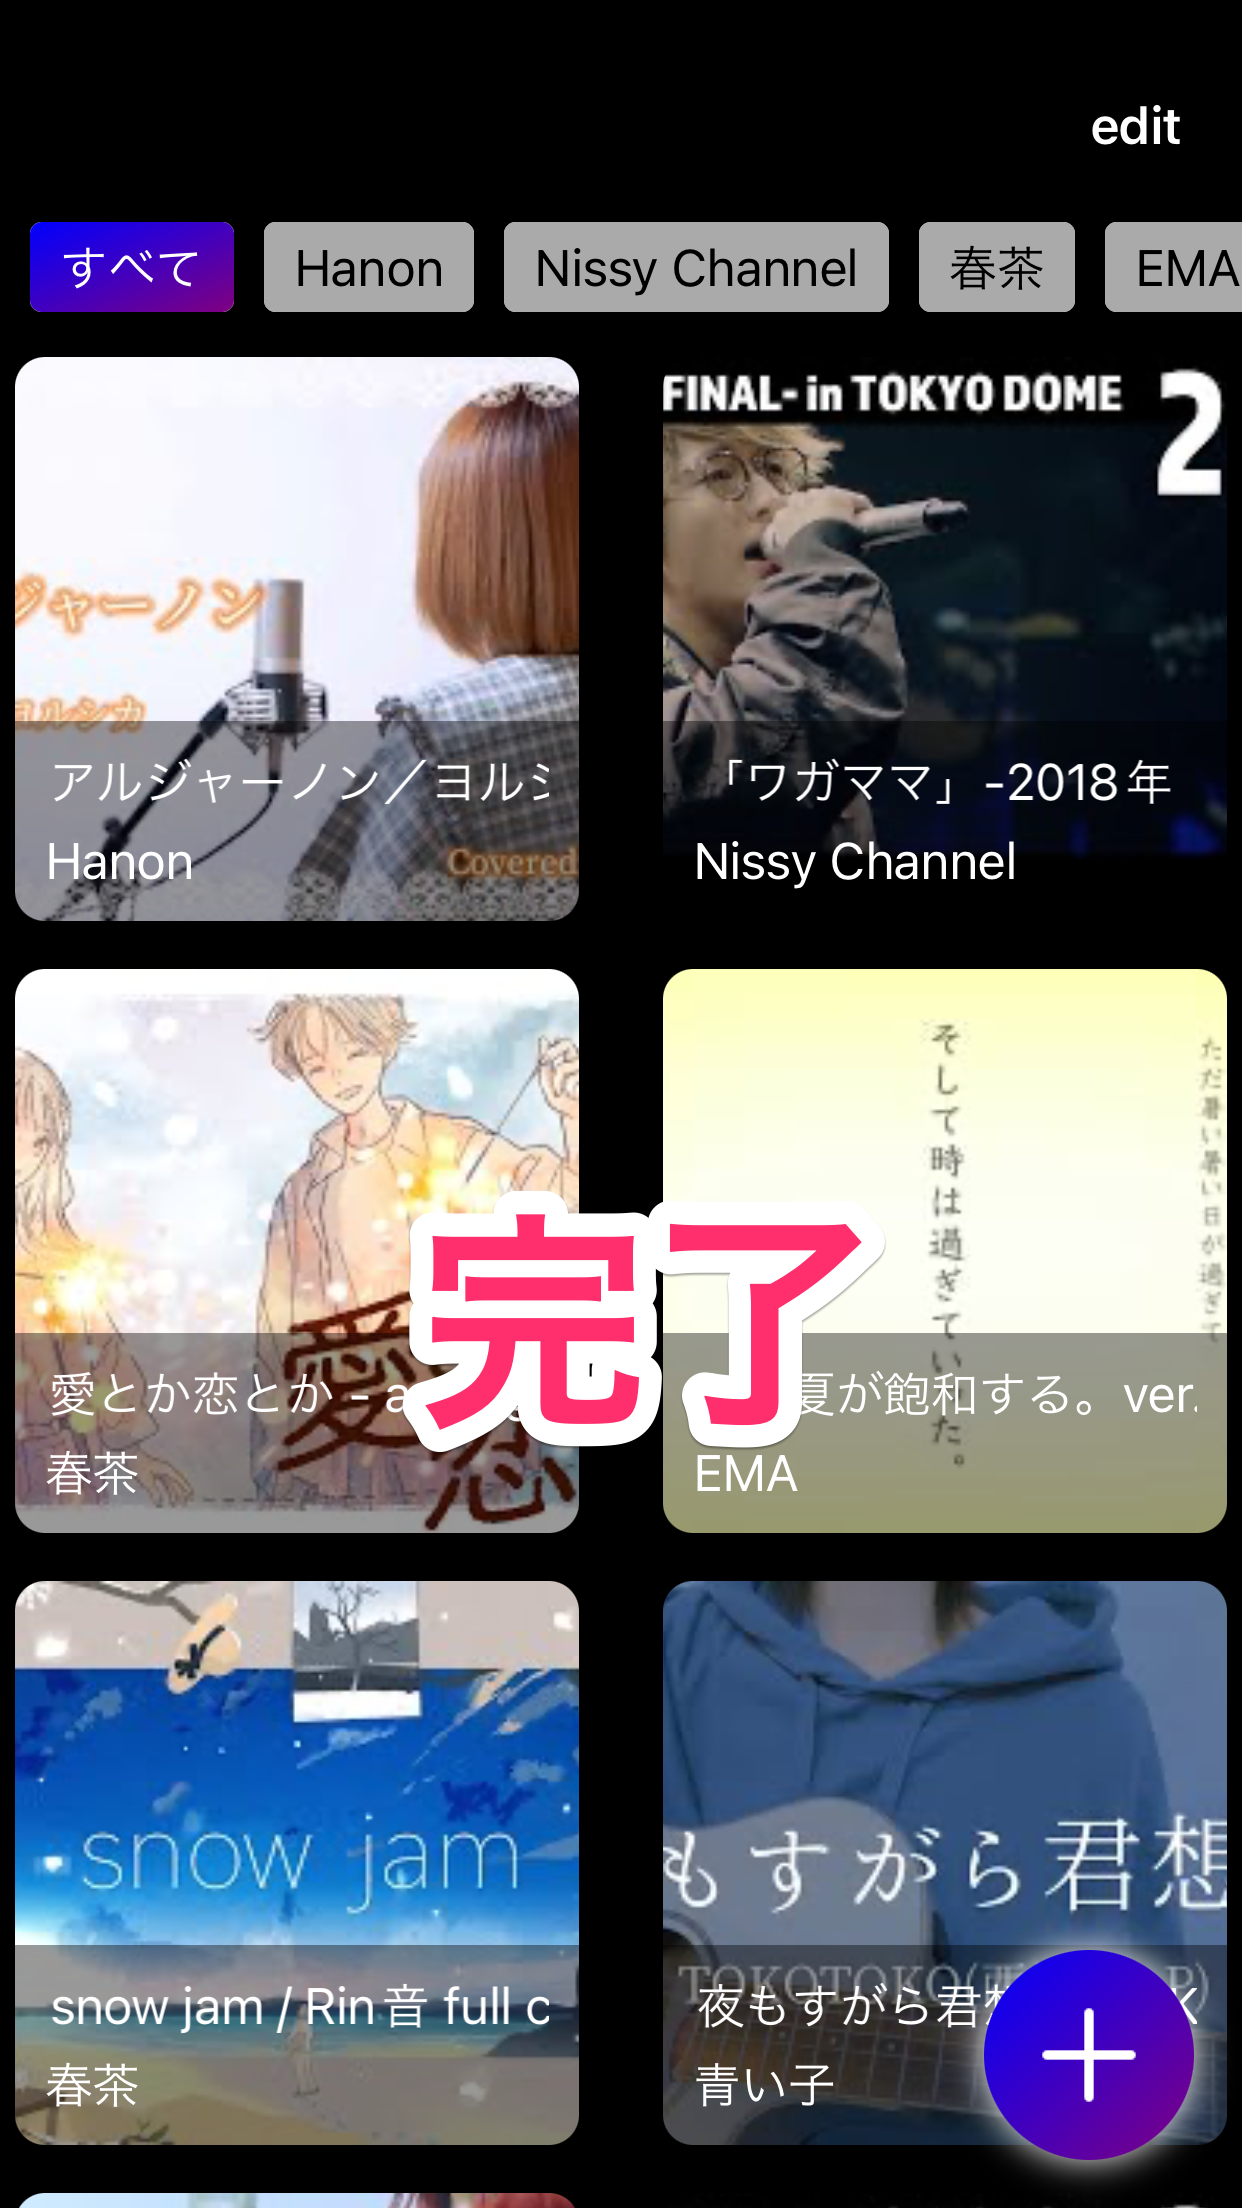 edit
すべて
Hanon
Nissy Channel
春茶
EMA
ジャーノン
ヨルシカ
Covered
アルジャーノン／ヨルシ
Hanon
FINAL- in TOKYO DOME
2
「ワガママ」-2018年
Nissy Channel
愛
恋
愛とか恋とか - a
春茶
そして時は過ぎていた。
ただ暑い暑い日が過ぎて
夏が飽和する。ver.
EMA
完了
snow jam
snow jam / Rin音 full c
春茶
もすがら君想
TOKOTOKO(西
夜もすがら君想
青い子